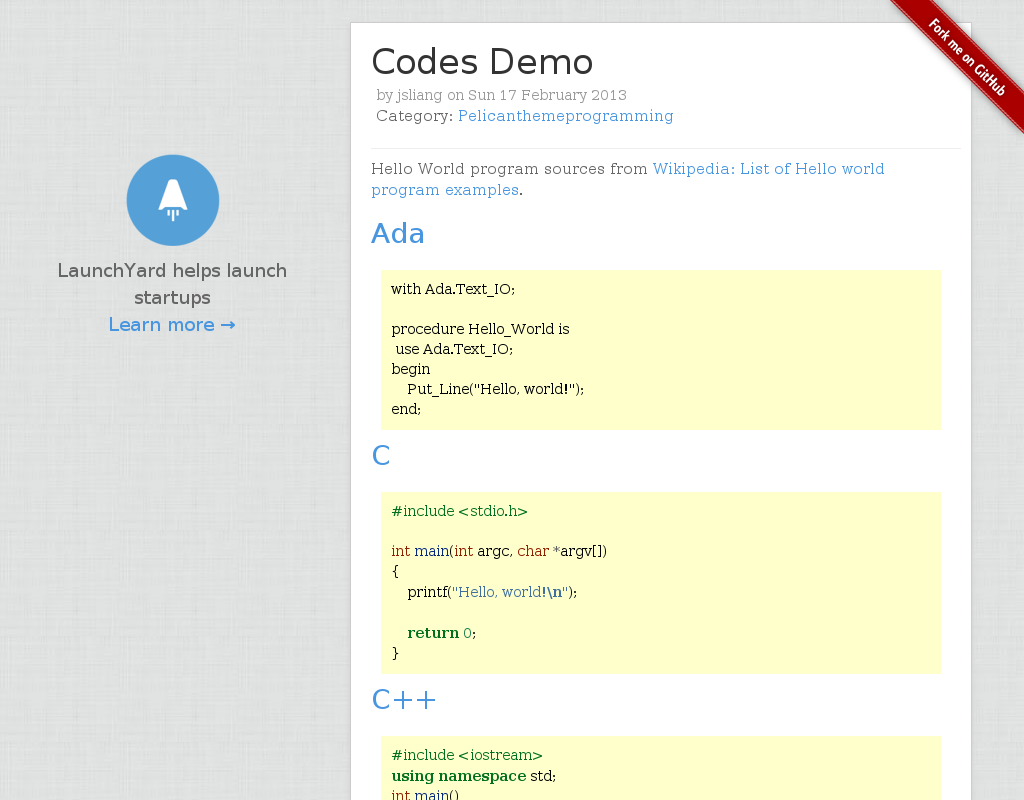 Fork me on GitHub
Codes Demo
by jsliang on Sun 17 February 2013
Category: Pelicanthemeprogramming
LaunchYard helps launch
startups
Learn more →
Hello World program sources from Wikipedia: List of Hello world
program examples.
Ada
with Ada.Text_IO;
procedure Hello_World is
 use Ada.Text_IO;
begin
    Put_Line("Hello, world!");
end;
C
#include <stdio.h>
int main(int argc, char *argv[])
{
    printf("Hello, world!\n");
    return 0;
}
C++
#include <iostream>
using namespace std;
int main()